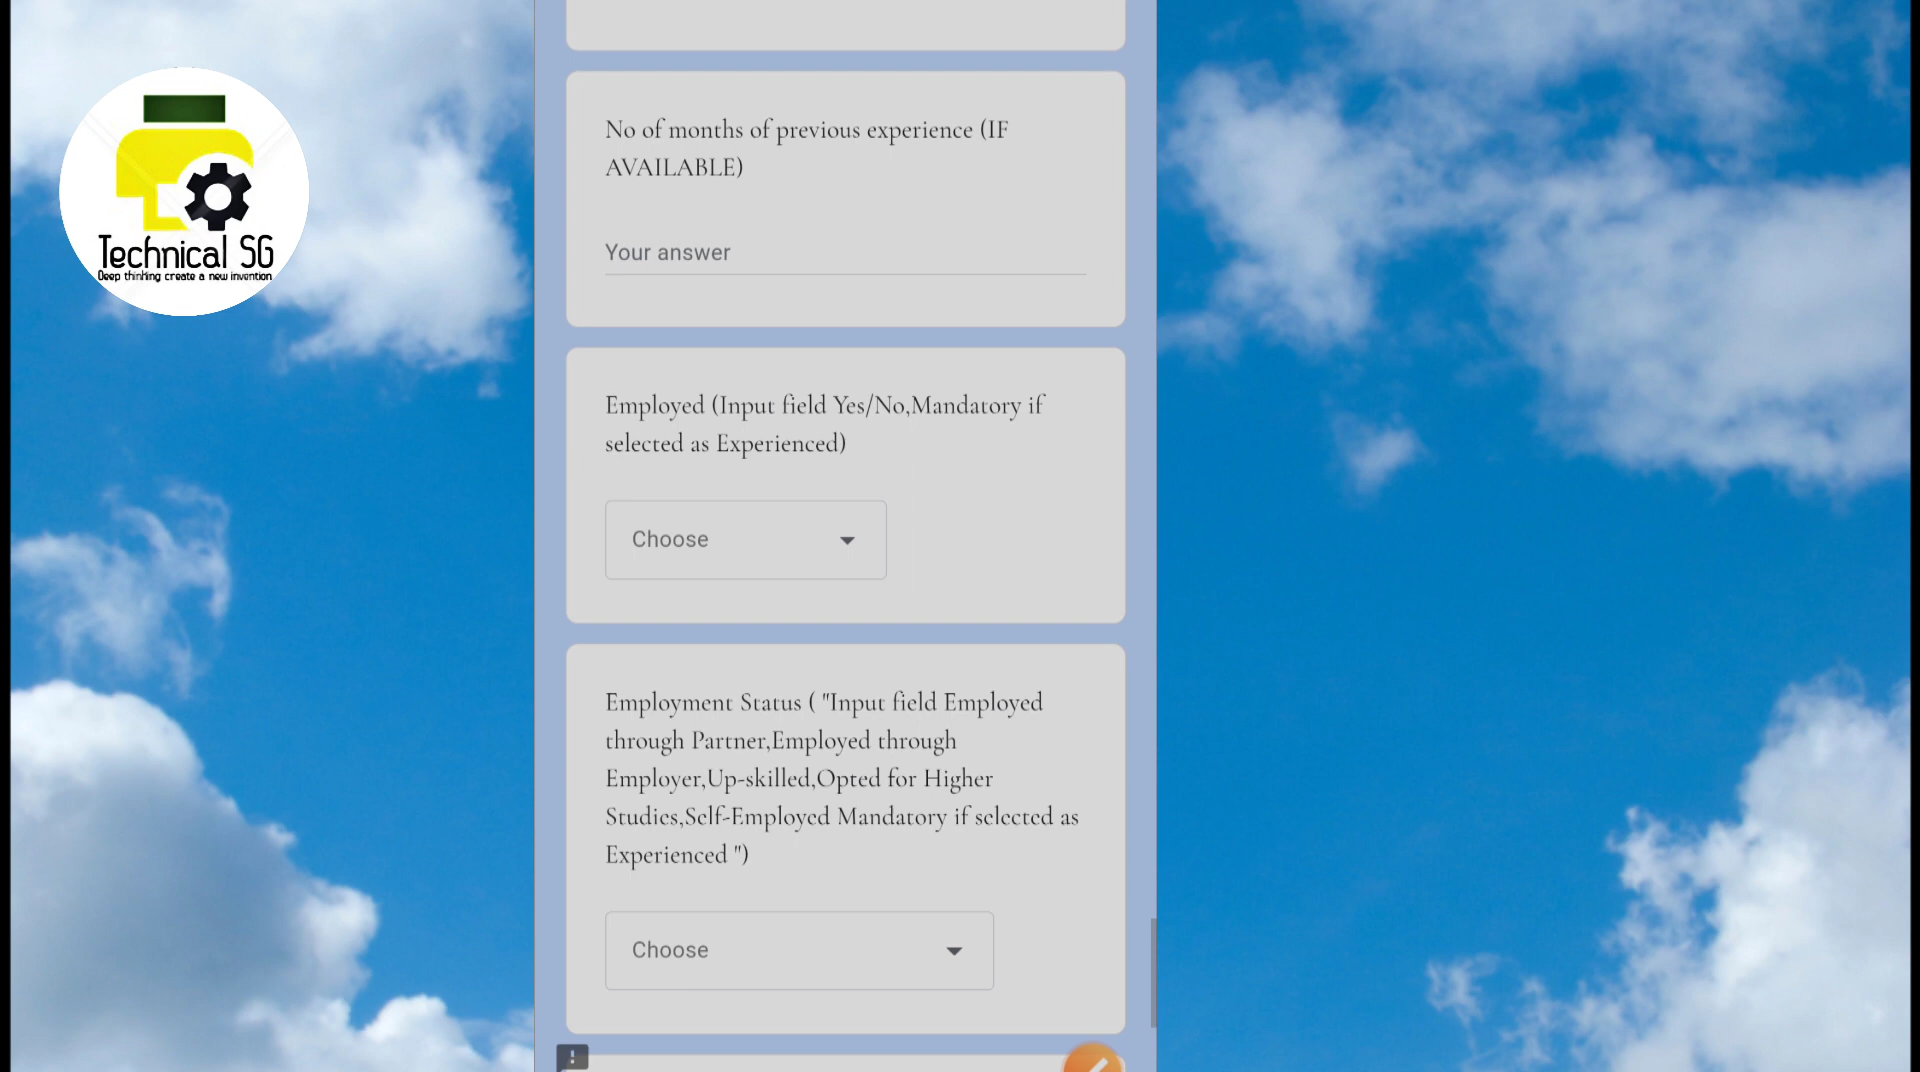 Technical SG
Deep thinking create a new invention
No of months of previous experience (IF
AVAILABLE)
Your answer
Employed (Input field Yes/No,Mandatory if
selected as Experienced)
Choose
Employment Status ( "Input field Employed
through Partner,Employed through
Employer,Up-skilled,Opted for Higher
Studies,Self-Employed Mandatory if selected as
Experienced ")
Choose
!